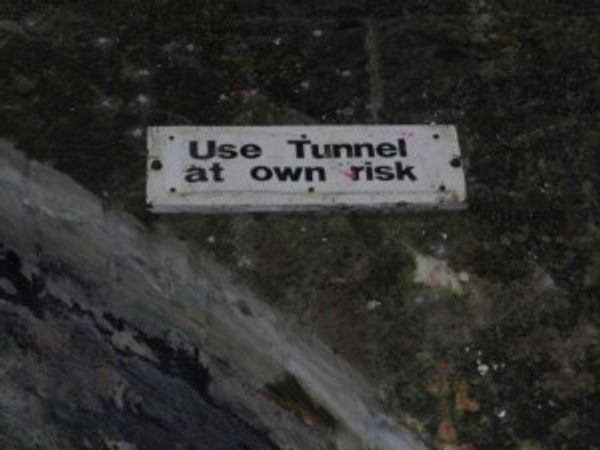 Use Tunnel
at own risk